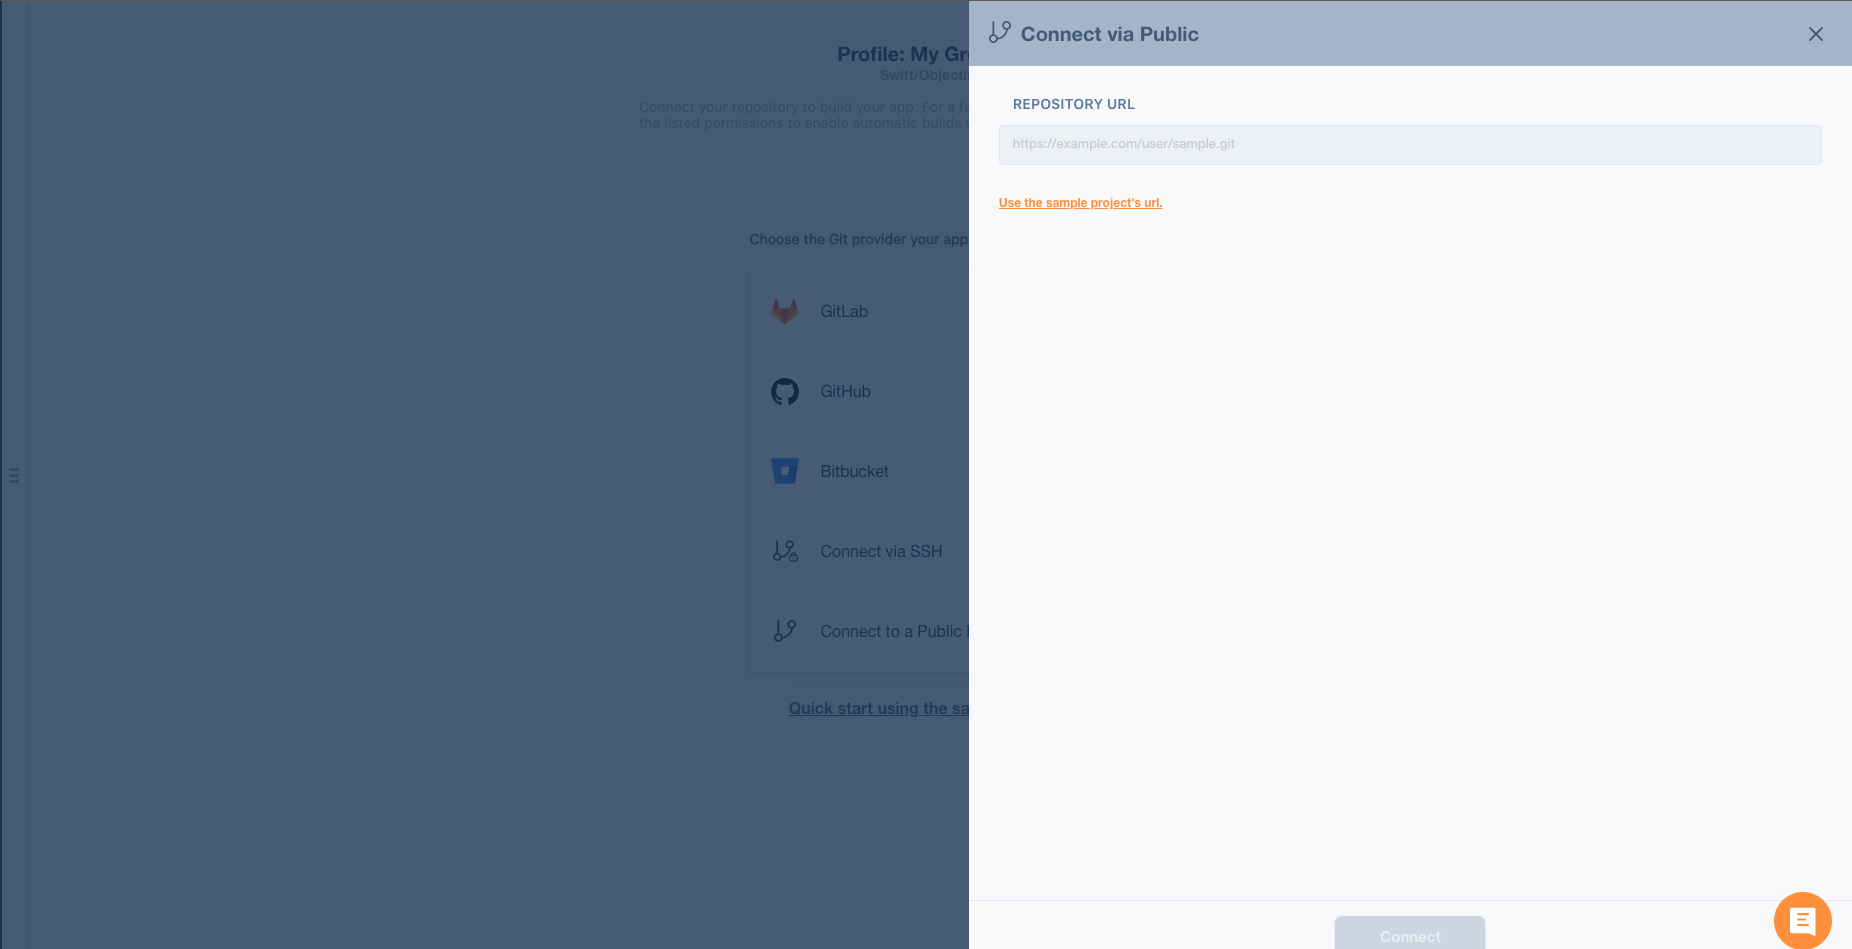 Profile: My Gr
Swift/Objecti
Connect your repository to build your app. For a fu
the listed permissions to enable automatic builds
Choose the Git provider your app
GitLab
GitHub
Bitbucket
Connect via SSH
Connect to a Public
Quick start using the sa
Connect via Public
REPOSITORY URL
https://example.com/user/sample.git
Use the sample project's url.
Connect